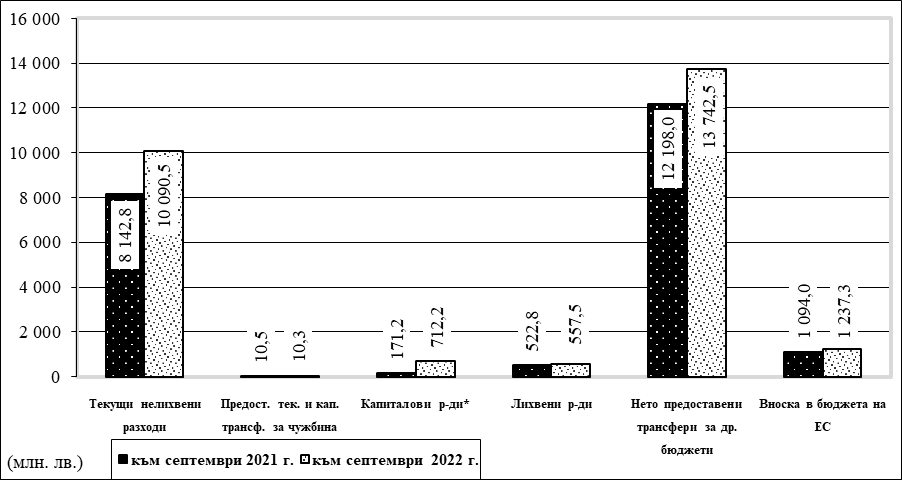 16 000
14 000
12 000
10 000
8 000
6 000
4 000
2 000
0
8 142,8
10 090,5
10,5
10,3
171,2
712,2
522,8
557,5
12 198,0
13 742,5
1 094,0
1 237,3
Текущи нелихвени
разходи
Предост. тек. и кап.
трансф. за чужбина
Капиталови р-ди*
Лихвени р-ди
Нето предоставени
трансфери за др.
бюджети
Вноска в бюджета на
ЕС
(млн. лв.)
към септември 2021 г.
към септември 2022 г.